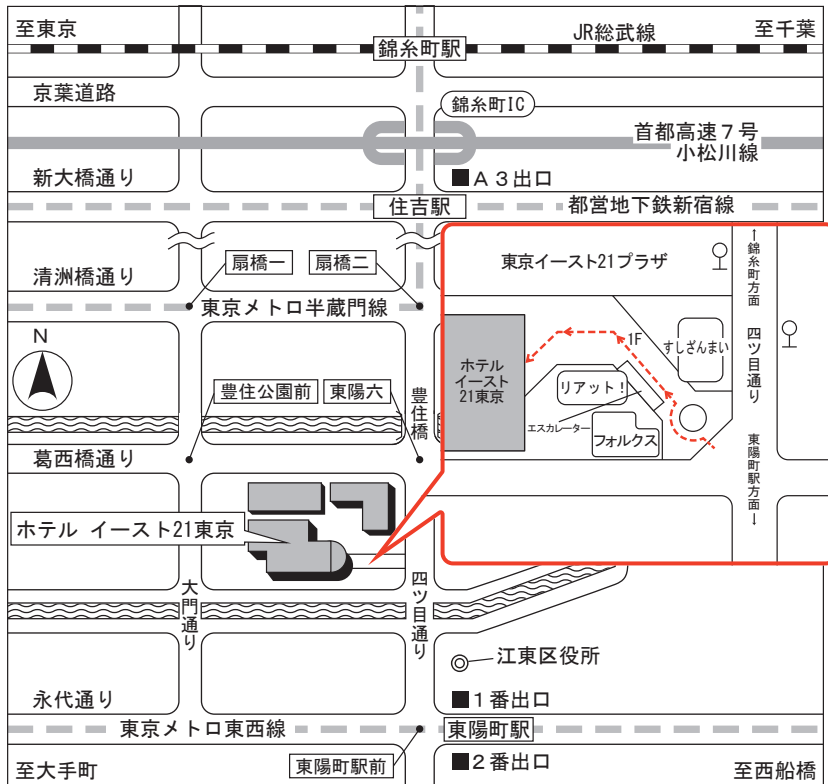 至東京
JR総武線
至千葉
錦糸町駅
京葉道路
錦糸町IC
首都高速７号
小松川線
新大橋通り
■Ａ３出口
住吉駅
都営地下鉄新宿線
清洲橋通り
扇橋一
扇橋二
東京メトロ半蔵門線
東京イースト21プラザ
←錦糸町方面
四ツ目通り
東陽町駅方面→
1F
すしざんまい
ホテル
イースト
21東京
リアット！
エスカレーター
フォルクス
N
豊住公園前
東陽六
豊住橋
葛西橋通り
ホテル イースト21東京
大門通り
四ツ目通り
江東区役所
永代通り
■１番出口
東京メトロ東西線
東陽町駅
東陽町駅前
■２番出口
至大手町
至西船橋